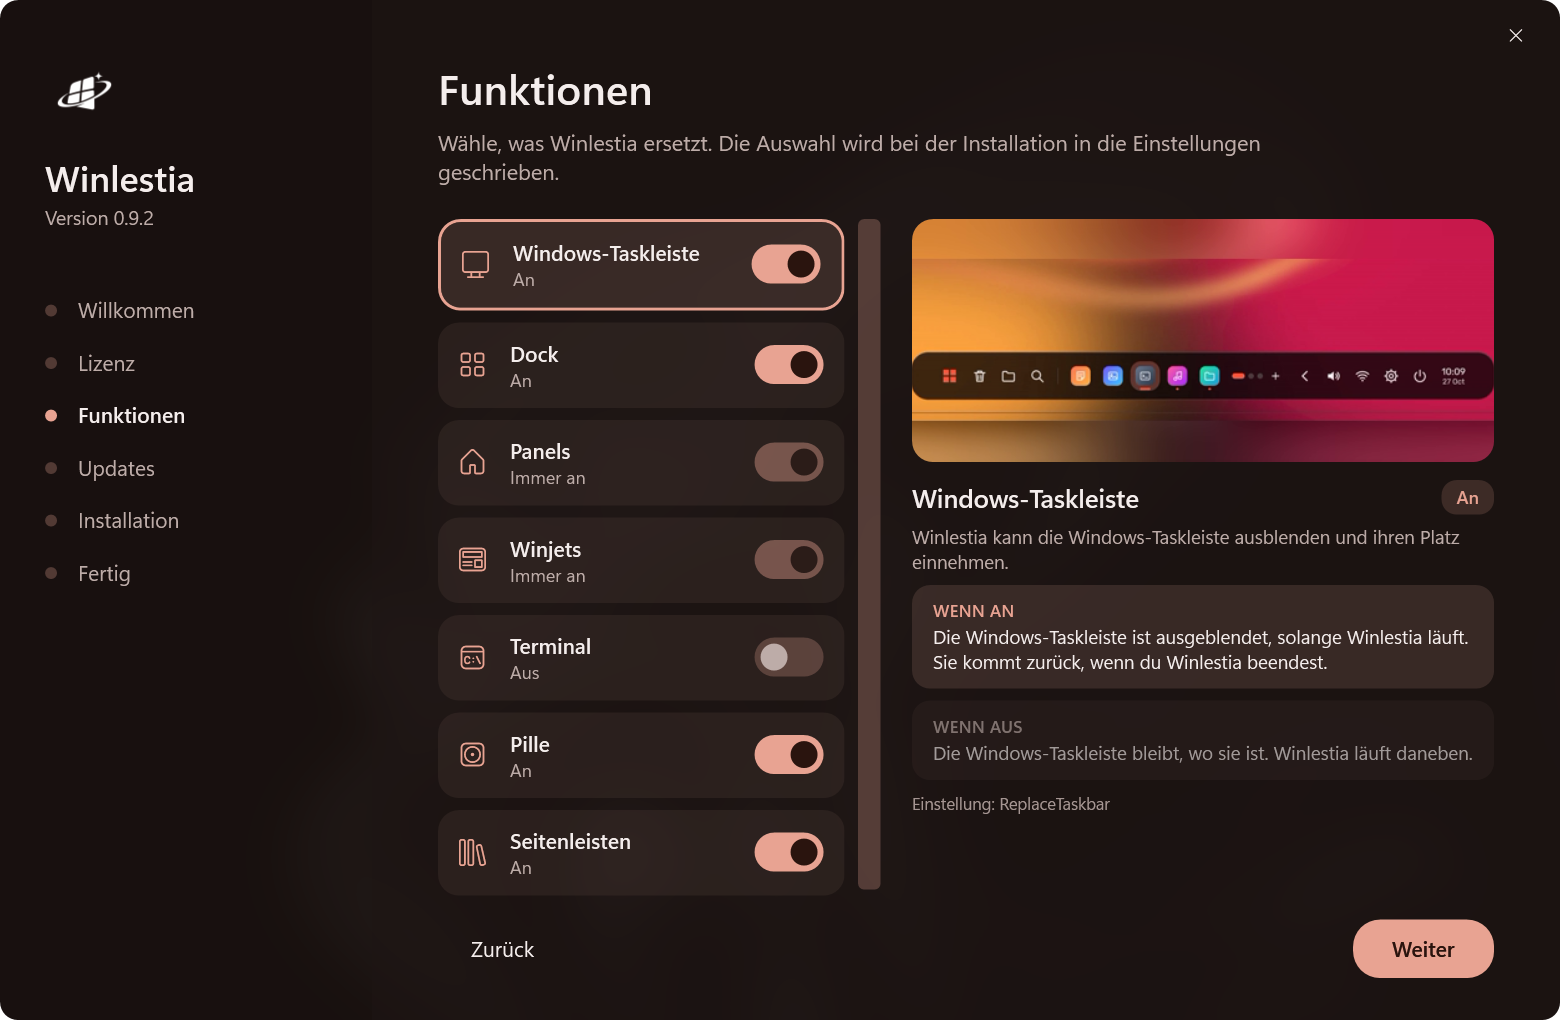 Winlestia
Version 0.9.2
Willkommen
Lizenz
Funktionen
Updates
Installation
Fertig
Funktionen
Wähle, was Winlestia ersetzt. Die Auswahl wird bei der Installation in die Einstellungen
geschrieben.
Windows-Taskleiste
An
Dock
An
Panels
Immer an
Winjets
Immer an
C:\
Terminal
Aus
Pille
An
Seitenleisten
An
10:09
27 Oct
Windows-Taskleiste
An
Winlestia kann die Windows-Taskleiste ausblenden und ihren Platz
einnehmen.
WENN AN
Die Windows-Taskleiste ist ausgeblendet, solange Winlestia läuft.
Sie kommt zurück, wenn du Winlestia beendest.
WENN AUS
Die Windows-Taskleiste bleibt, wo sie ist. Winlestia läuft daneben.
Einstellung: ReplaceTaskbar
Zurück
Weiter